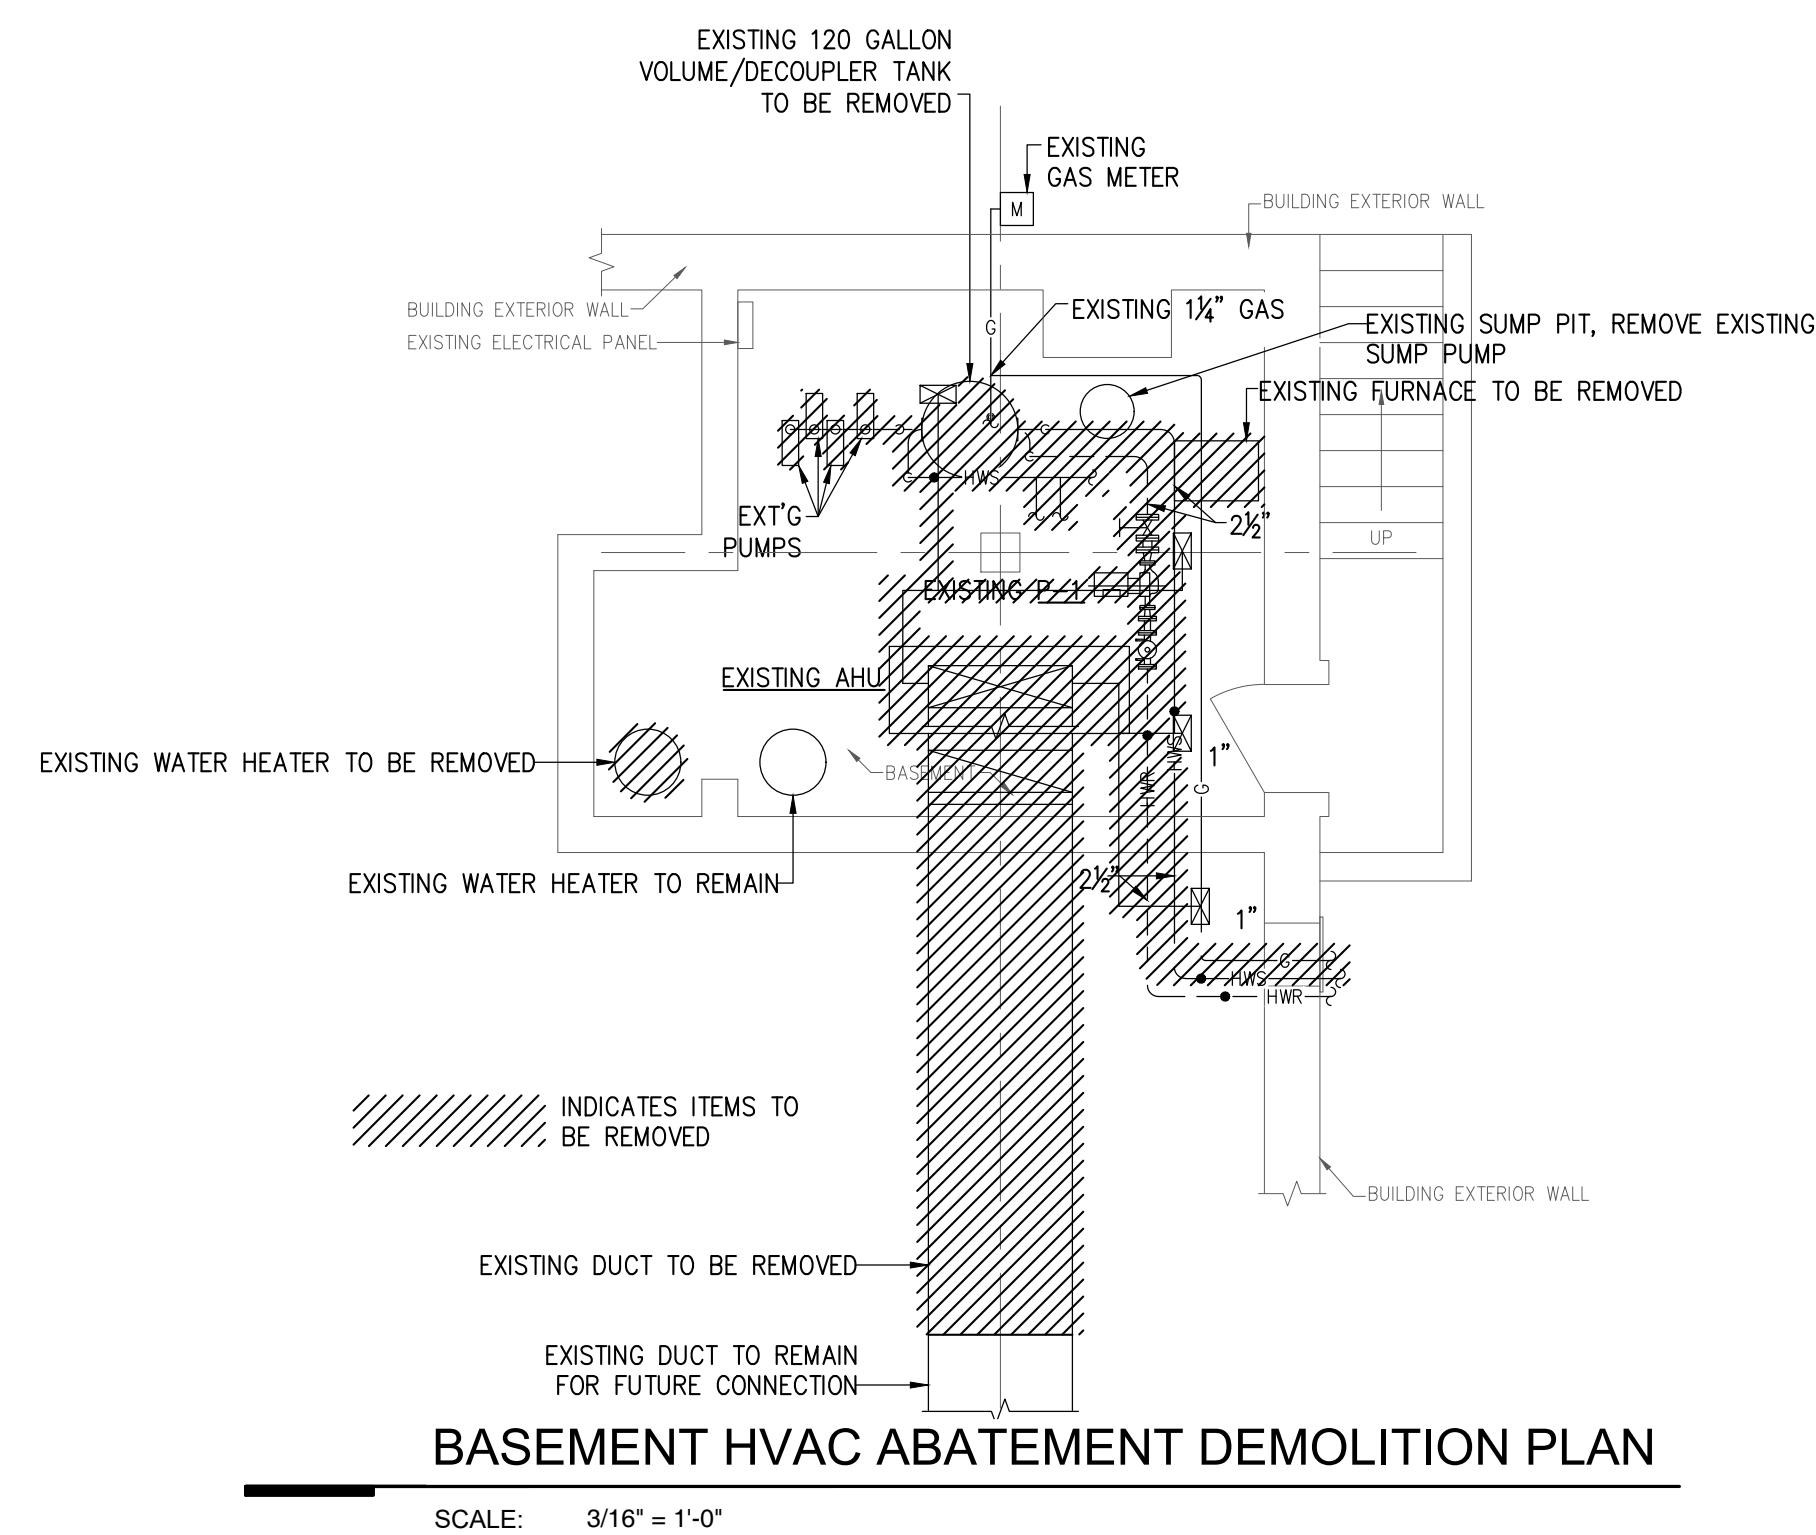 EXISTING 120 GALLON
VOLUME/DECOUPLER TANK
TO BE REMOVED
EXISTING
GAS METER
M
BUILDING EXTERIOR WALL
BUILDING EXTERIOR WALL
EXISTING ELECTRICAL PANEL
G
EXISTING 1¼” GAS
EXISTING SUMP PIT, REMOVE EXISTING
SUMP PUMP
EXISTING FURNACE TO BE REMOVED
HWS
EXT'G
PUMPS
2½”
UP
EXISTING P-1
EXISTING AHU
EXISTING WATER HEATER TO BE REMOVED
BASEMENT
HWS
1”
HWR
G
EXISTING WATER HEATER TO REMAIN
2½”
1”
G
HWS
HWR
INDICATES ITEMS TO
BE REMOVED
BUILDING EXTERIOR WALL
EXISTING DUCT TO BE REMOVED
EXISTING DUCT TO REMAIN
FOR FUTURE CONNECTION
BASEMENT HVAC ABATEMENT DEMOLITION PLAN
SCALE: 3/16" = 1'-0"